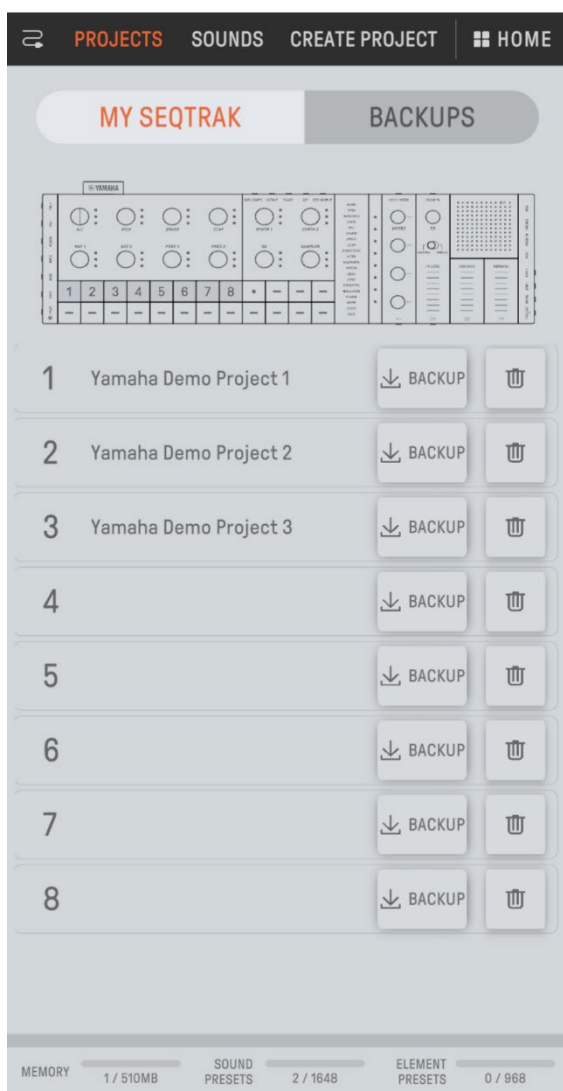 PROJECTS SOUNDS CREATE PROJECT HOME
MY SEQTRAK BACKUPS
YAMAHA
1 2 3 4 5 6 7 8
1 Yamaha Demo Project 1 BACKUP
2 Yamaha Demo Project 2 BACKUP
3 Yamaha Demo Project 3 BACKUP
4 BACKUP
5 BACKUP
6 BACKUP
7 BACKUP
8 BACKUP
MEMORY 1 / 510MB SOUND PRESETS 2 / 1648 ELEMENT PRESETS 0 / 968